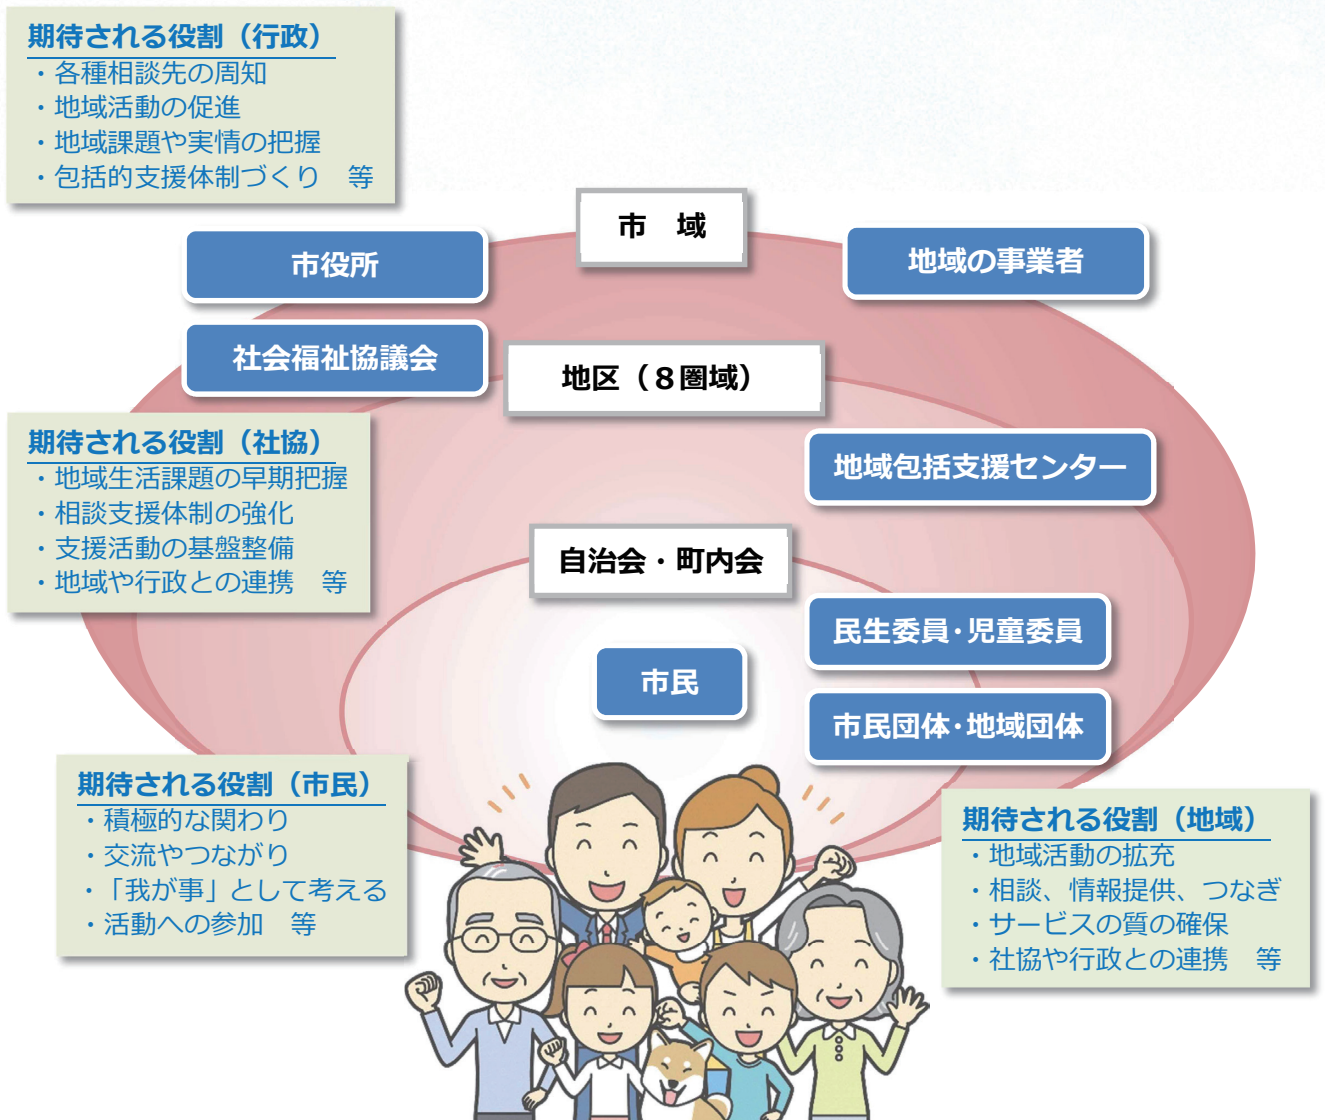 期待される役割（行政）
・各種相談先の周知
・地域活動の促進
・地域課題や実情の把握
・包括的支援体制づくり　等
市　域
市役所
地域の事業者
社会福祉協議会
地区（８圏域）
期待される役割（社協）
・地域生活課題の早期把握
・相談支援体制の強化
・支援活動の基盤整備
・地域や行政との連携　等
地域包括支援センター
自治会・町内会
民生委員・児童委員
市民
市民団体・地域団体
期待される役割（市民）
・積極的な関わり
・交流やつながり
・「我が事」として考える
・活動への参加　等
期待される役割（地域）
・地域活動の拡充
・相談、情報提供、つなぎ
・サービスの質の確保
・社協や行政との連携　等